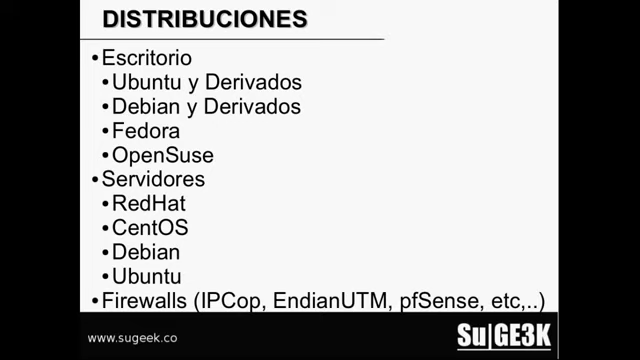 DISTRIBUCIONES
•Escritorio
•Ubuntu y Derivados
•Debian y Derivados
•Fedora
•OpenSuse
•Servidores
•RedHat
•CentOS
•Debian
•Ubuntu
•Firewalls (IPCop, EndianUTM, pfSense, etc,..)
www.sugeek.co
Su|GE3K